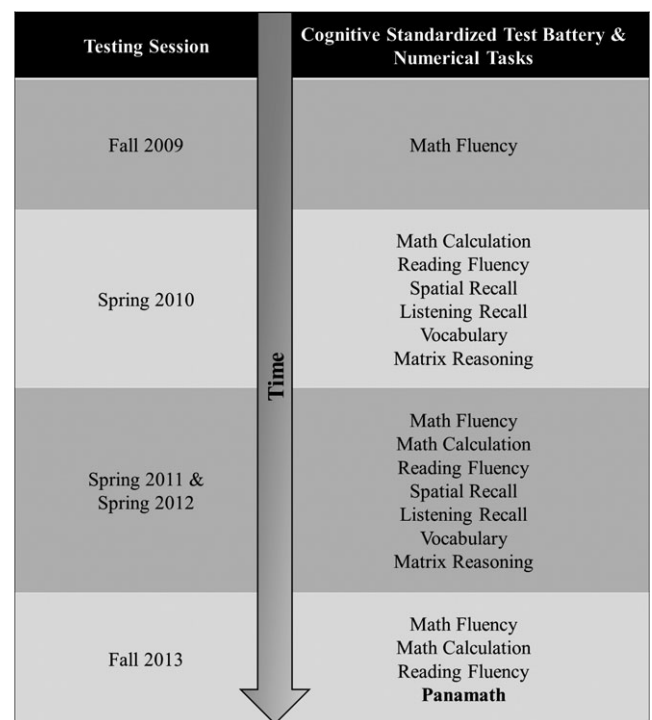 Testing Session
Cognitive Standardized Test Battery &
Numerical Tasks
Fall 2009
Math Fluency
Spring 2010
Math Calculation
Reading Fluency
Spatial Recall
Listening Recall
Vocabulary
Matrix Reasoning
Time
Spring 2011 &
Spring 2012
Math Fluency
Math Calculation
Reading Fluency
Spatial Recall
Listening Recall
Vocabulary
Matrix Reasoning
Fall 2013
Math Fluency
Math Calculation
Reading Fluency
Panamath